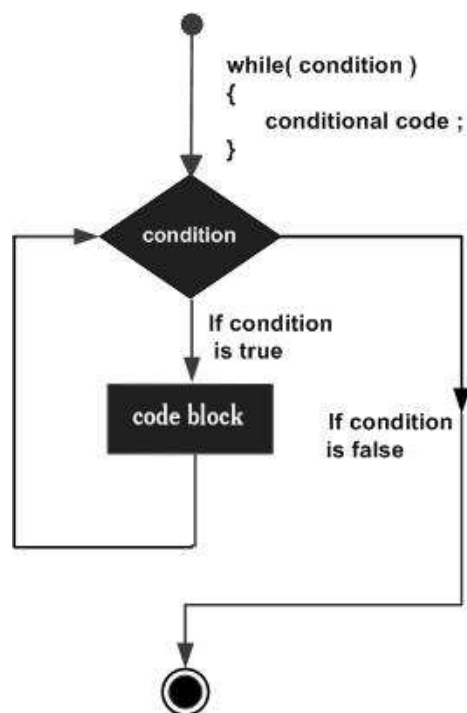 while( condition )
{
conditional code ;
}
condition
If condition
is true
code block
If condition
is false